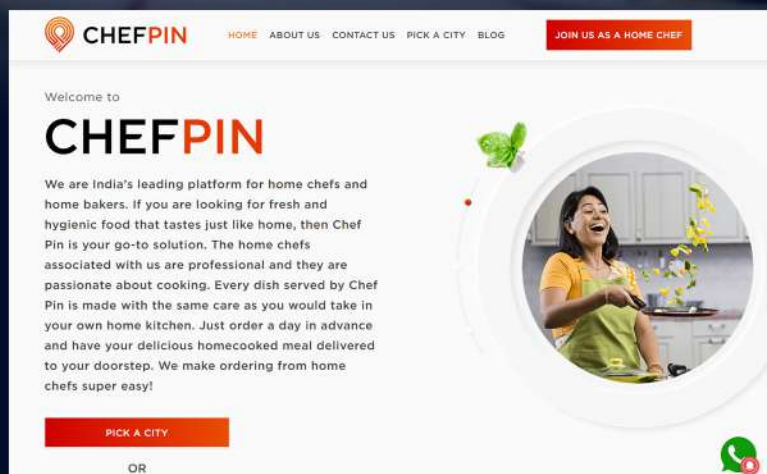 CHEFPIN
HOME ABOUT US CONTACT US PICK A CITY BLOG
JOIN US AS A HOME CHEF
Welcome to
CHEFPIN
We are India's leading platform for home chefs and
home bakers. If you are looking for fresh and
hygienic food that tastes just like home, then Chef
Pin is your go-to solution. The home chefs
associated with us are professional and they are
passionate about cooking. Every dish served by Chef
Pin is made with the same care as you would take in
your own home kitchen. Just order a day in advance
and have your delicious homecooked meal delivered
to your doorstep. We make ordering from home
chefs super easy!
PICK A CITY
OR